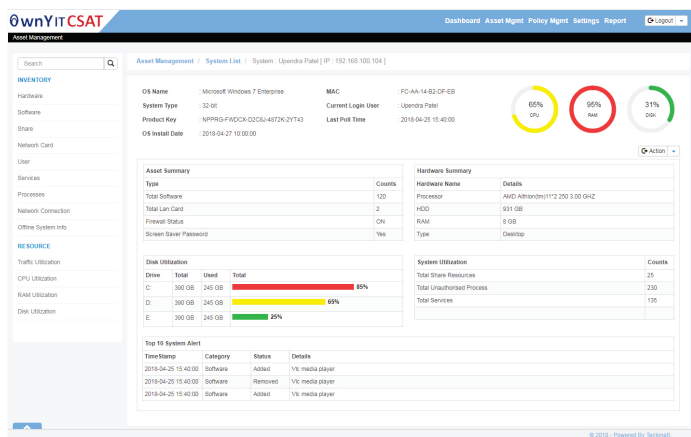 OwnYITCSAT
Dashboard Asset Mgmt Policy Mgmt Settings Report Logout
Asset Management
Search
Asset Management / System List / System : Upendra Patel [ IP : 192.168.100.104 ]
INVENTORY
Hardware
Software
Share
Network Card
User
Services
Processes
Network Connection
Offline System Info
RESOURCE
Traffic Utilization
CPU Utilization
RAM Utilization
Disk Utilization
OS Name : Microsoft Windows 7 Enterprise MAC : FC-AA-14-B2-DF-EB
System Type : 32-bit Current Login User : Upendra Patel
Product Key : NPPRG-FWDCX-D2C8J-4872K-2YT43 Last Poll Time : 2018-04-25 15:40:00
OS Install Date : 2018-04-27 10:00:00
65% CPU
95% RAM
31% DISK
Action
Asset Summary
Type Counts
Total Software 120
Total Lan Card 2
Firewall Status ON
Screen Saver Password Yes
Hardware Summary
Hardware Name Details
Processor AMD Athlon(tm)11*2 250 3.00 GHZ
HDD 931 GB
RAM 8 GB
Type Desktop
Disk Utilization
Drive Total Used Total
C: 390 GB 245 GB 85%
D: 390 GB 245 GB 65%
E: 390 GB 245 GB 25%
System Utilization Counts
Total Share Resources 25
Total Unauthorised Process 230
Total Services 135
Top 10 System Alert
TimeStamp Category Status Details
2018-04-25 15:40:00 Software Added Vlc media player
2018-04-25 15:40:00 Software Removed Vlc media player
2018-04-25 15:40:00 Software Added Vlc media player
© 2018 - Powered By TectonaS